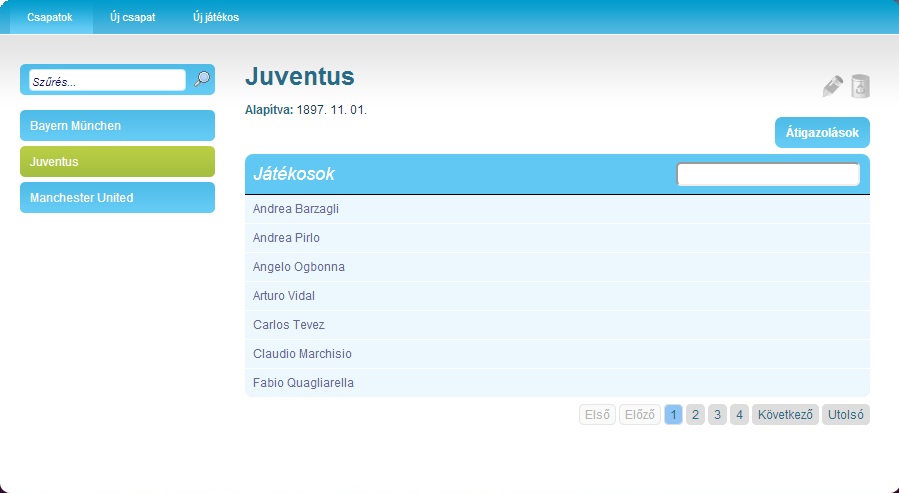 Csapatok Új csapat Új játékos
Szűrés...
Bayern München
Juventus
Manchester United
Juventus
Alapítva: 1897. 11. 01.
Átigazolások
Játékosok
Andrea Barzagli
Andrea Pirlo
Angelo Ogbonna
Arturo Vidal
Carlos Tevez
Claudio Marchisio
Fabio Quagliarella
Első Előző 1 2 3 4 Következő Utolsó